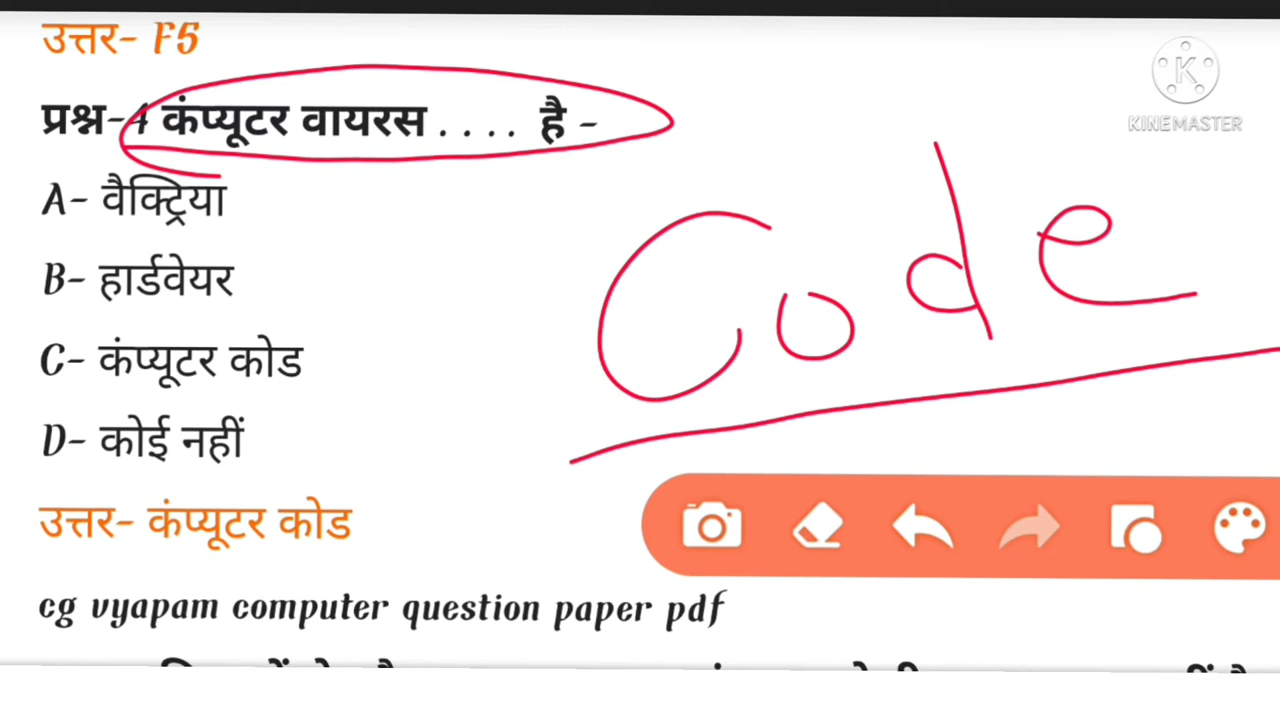 उत्तर- F5
प्रश्न-4 कंप्यूटर वायरस .... है -
A- वैक्ट्रिया
B- हार्डवेयर
C- कंप्यूटर कोड
D- कोई नहीं
उत्तर- कंप्यूटर कोड
cg vyapam computer question paper pdf
Code
K
KINEMASTER